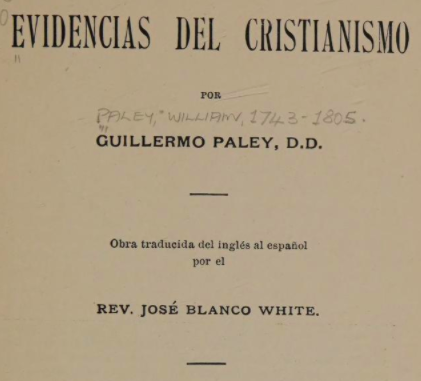 EVIDENCIAS DEL CRISTIANISMO
POR
PALEY, WILLIAM, 1743-1805.
GUILLERMO PALEY, D.D.
Obra traducida del inglés al español
por el
REV. JOSÉ BLANCO WHITE.